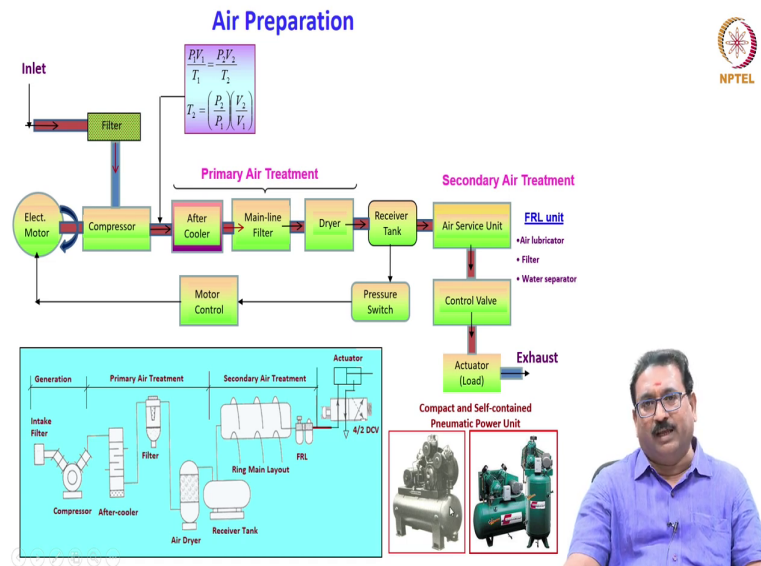 Air Preparation
NPTEL
Inlet
P₁V₁/T₁ = P₂V₂/T₂
T₂ = (P₂/P₁)(V₂/V₁)
Filter
Primary Air Treatment
Secondary Air Treatment
Elect.
Motor
Compressor
After
Cooler
Main-line
Filter
Dryer
Receiver
Tank
Air Service Unit
FRL unit
•Air lubricator
• Filter
• Water separator
Motor
Control
Pressure
Switch
Control Valve
Actuator
(Load)
Exhaust
Generation
Primary Air Treatment
Secondary Air Treatment
Actuator
Intake
Filter
Compressor
After-cooler
Filter
Air Dryer
Receiver Tank
Ring Main Layout
FRL
4/2 DCV
Compact and Self-contained
Pneumatic Power Unit